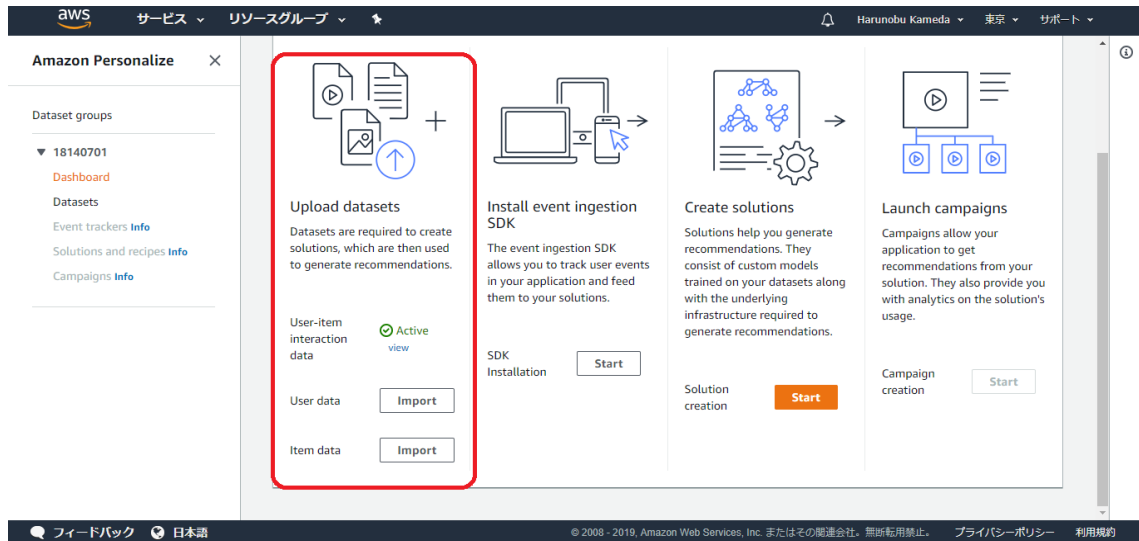 aws
サービス
リソースグループ
Harunobu Kameda
東京
サポート
Amazon Personalize
Dataset groups
18140701
Dashboard
Datasets
Event trackers Info
Solutions and recipes Info
Campaigns Info
Upload datasets
Datasets are required to create
solutions, which are then used
to generate recommendations.
User-item
interaction
data
Active
view
User data
Import
Item data
Import
Install event ingestion
SDK
The event ingestion SDK
allows you to track user events
in your application and feed
them to your solutions.
SDK
Installation
Start
Create solutions
Solutions help you generate
recommendations. They
consist of custom models
trained on your datasets along
with the underlying
infrastructure required to
generate recommendations.
Solution
creation
Start
Launch campaigns
Campaigns allow your
application to get
recommendations from your
solution. They also provide you
with analytics on the solution's
usage.
Campaign
creation
Start
フィードバック
日本語
© 2008 - 2019, Amazon Web Services, Inc. またはその関連会社。無断転用禁止。
プライバシーポリシー
利用規約